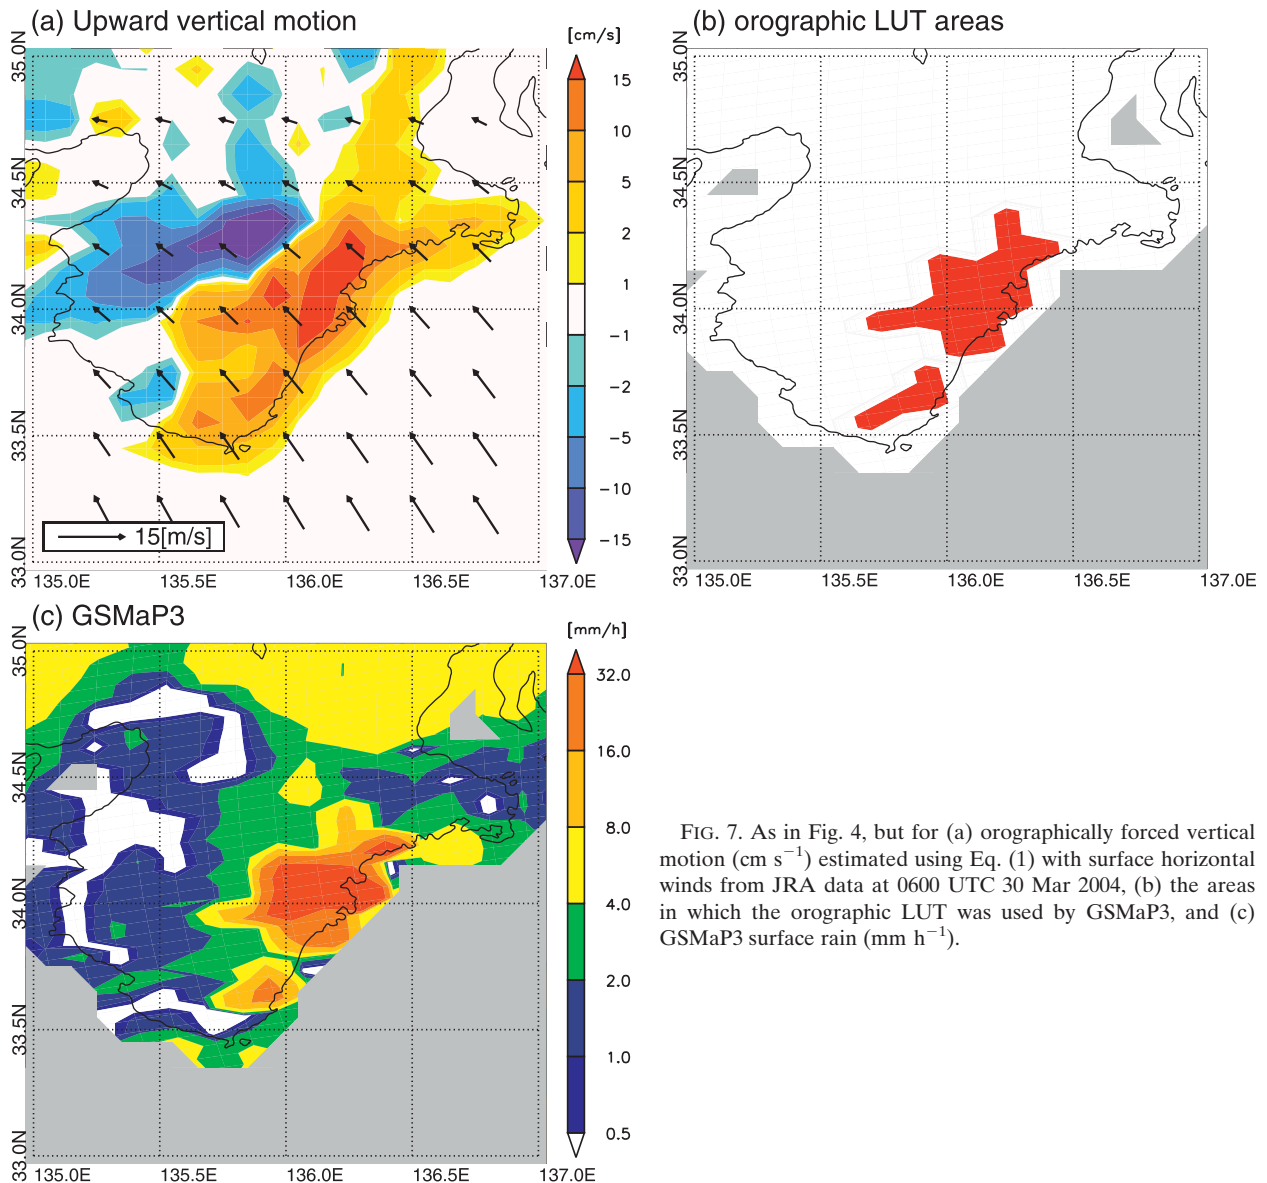 (a) Upward vertical motion
[cm/s]
35.0N
34.5N
34.0N
33.5N
33.0N
15
10
5
2
1
−1
−2
−5
−10
−15
15[m/s]
135.0E 135.5E 136.0E 136.5E 137.0E
(b) orographic LUT areas
35.0N
34.5N
34.0N
33.5N
33.0N
135.0E 135.5E 136.0E 136.5E 137.0E
(c) GSMaP3
[mm/h]
35.0N
34.5N
34.0N
33.5N
33.0N
32.0
16.0
8.0
4.0
2.0
1.0
0.5
135.0E 135.5E 136.0E 136.5E 137.0E
FIG. 7. As in Fig. 4, but for (a) orographically forced vertical
motion (cm s−1) estimated using Eq. (1) with surface horizontal
winds from JRA data at 0600 UTC 30 Mar 2004, (b) the areas
in which the orographic LUT was used by GSMaP3, and (c)
GSMaP3 surface rain (mm h−1).